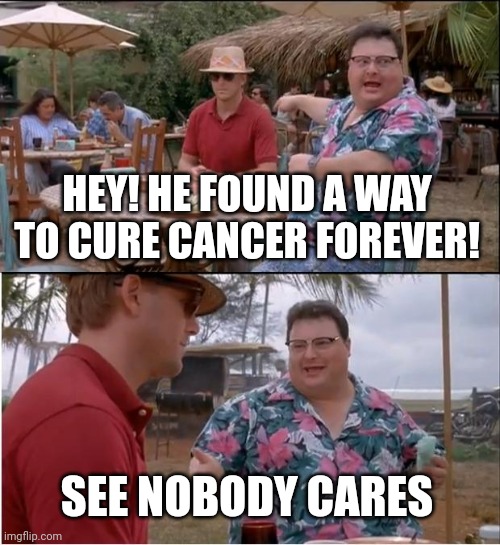 HEY! HE FOUND A WAY
TO CURE CANCER FOREVER!
SEE NOBODY CARES
imgflip.com